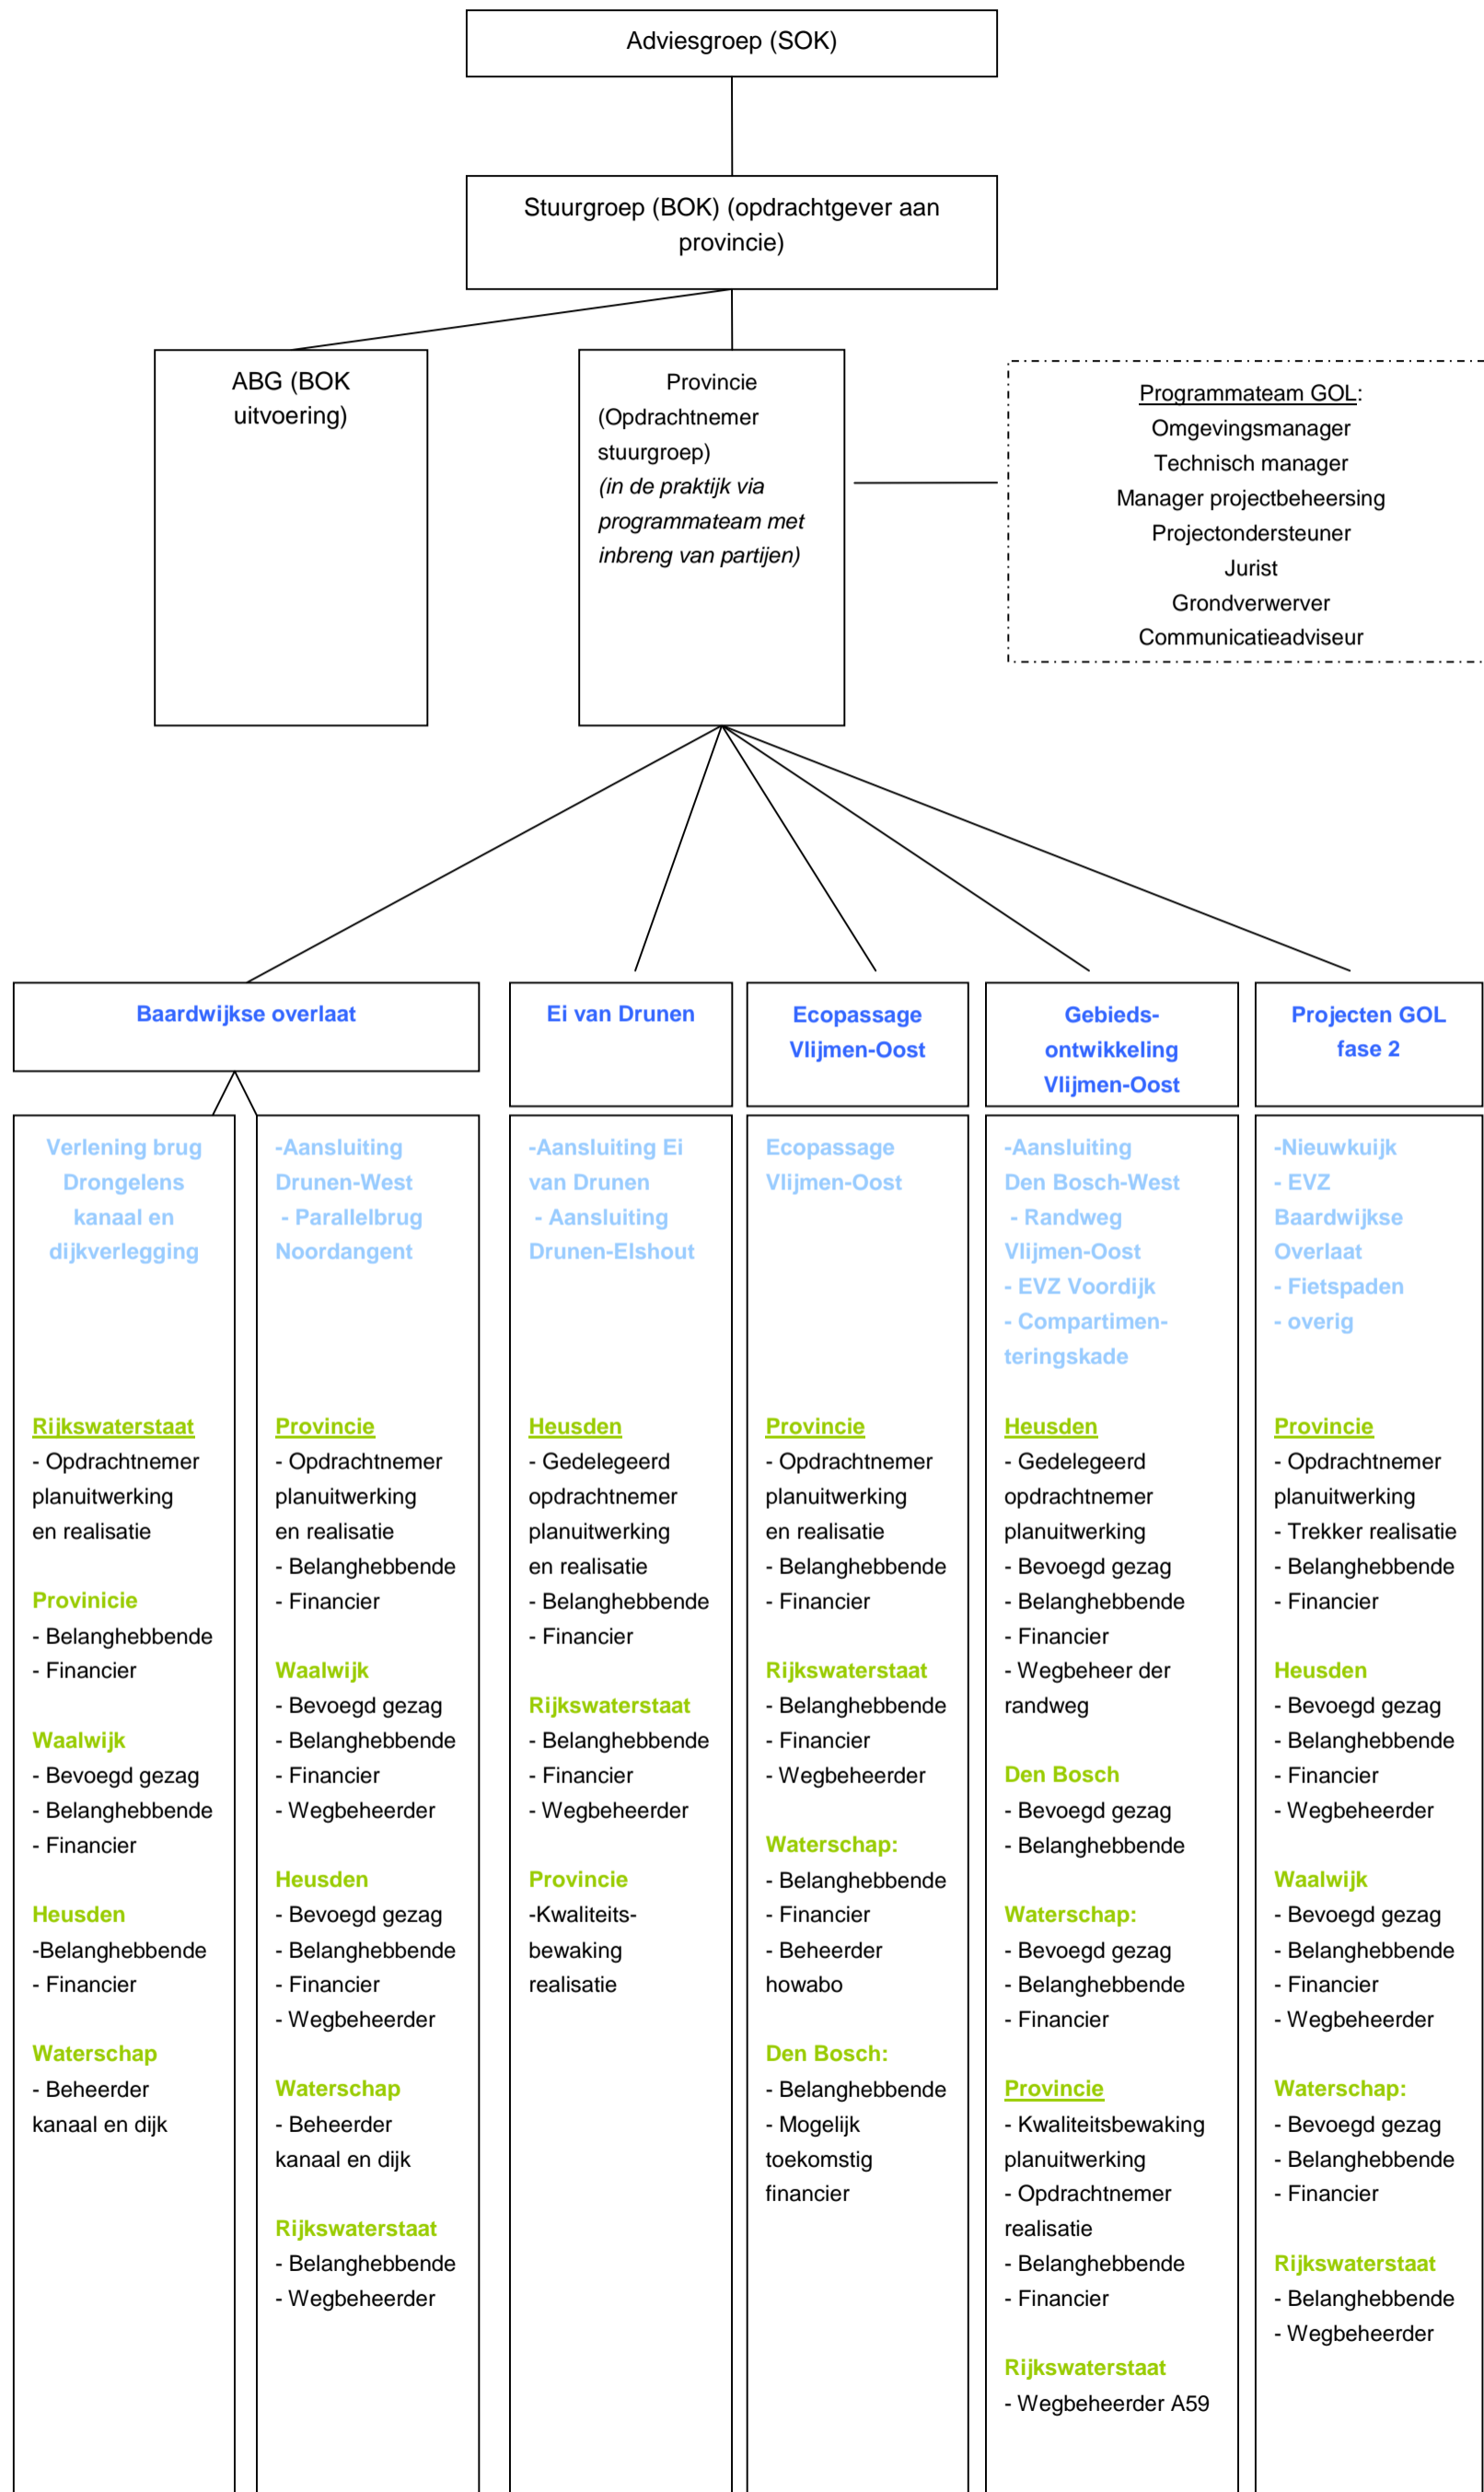 Adviesgroep (SOK)
Stuurgroep (BOK) (opdrachtgever aan
provincie)
ABG (BOK
uitvoering)
Provincie
(Opdrachtnemer
stuurgroep)
(in de praktijk via
programmateam met
inbreng van partijen)
Programmateam GOL:
Omgevingsmanager
Technisch manager
Manager projectbeheersing
Projectondersteuner
Jurist
Grondverwerver
Communicatieadviseur
Baardwijkse overlaat
Ei van Drunen
Ecopassage
Vlijmen-Oost
Gebieds-
ontwikkeling
Vlijmen-Oost
Projecten GOL
fase 2
Verlening brug
Drongelens
kanaal en
dijkverlegging
Rijkswaterstaat
- Opdrachtnemer
planuitwerking
en realisatie
Provinicie
- Belanghebbende
- Financier
Waalwijk
- Bevoegd gezag
- Belanghebbende
- Financier
Heusden
-Belanghebbende
- Financier
Waterschap
- Beheerder
kanaal en dijk
-Aansluiting
Drunen-West
- Parallelbrug
Noordangent
Provincie
- Opdrachtnemer
planuitwerking
en realisatie
- Belanghebbende
- Financier
Waalwijk
- Bevoegd gezag
- Belanghebbende
- Financier
- Wegbeheerder
Heusden
- Bevoegd gezag
- Belanghebbende
- Financier
- Wegbeheerder
Waterschap
- Beheerder
kanaal en dijk
Rijkswaterstaat
- Belanghebbende
- Wegbeheerder
-Aansluiting Ei
van Drunen
- Aansluiting
Drunen-Elshout
Heusden
- Gedelegeerd
opdrachtnemer
planuitwerking
en realisatie
- Belanghebbende
- Financier
Rijkswaterstaat
- Belanghebbende
- Financier
- Wegbeheerder
Provincie
-Kwaliteits-
bewaking
realisatie
Ecopassage
Vlijmen-Oost
Provincie
- Opdrachtnemer
planuitwerking
en realisatie
- Belanghebbende
- Financier
Rijkswaterstaat
- Belanghebbende
- Financier
- Wegbeheerder
Waterschap:
- Belanghebbende
- Financier
- Beheerder
howabo
Den Bosch:
- Belanghebbende
- Mogelijk
toekomstig
financier
-Aansluiting
Den Bosch-West
- Randweg
Vlijmen-Oost
- EVZ Voordijk
- Compartimen-
teringskade
Heusden
- Gedelegeerd
opdrachtnemer
planuitwerking
- Bevoegd gezag
- Belanghebbende
- Financier
- Wegbeheer der
randweg
Den Bosch
- Bevoegd gezag
- Belanghebbende
Waterschap:
- Bevoegd gezag
- Belanghebbende
- Financier
Provincie
- Kwaliteitsbewaking
planuitwerking
- Opdrachtnemer
realisatie
- Belanghebbende
- Financier
Rijkswaterstaat
- Wegbeheerder A59
-Nieuwkuijk
- EVZ
Baardwijkse
Overlaat
- Fietspaden
- overig
Provincie
- Opdrachtnemer
planuitwerking
- Trekker realisatie
- Belanghebbende
- Financier
Heusden
- Bevoegd gezag
- Belanghebbende
- Financier
- Wegbeheerder
Waalwijk
- Bevoegd gezag
- Belanghebbende
- Financier
- Wegbeheerder
Waterschap:
- Bevoegd gezag
- Belanghebbende
- Financier
Rijkswaterstaat
- Belanghebbende
- Wegbeheerder